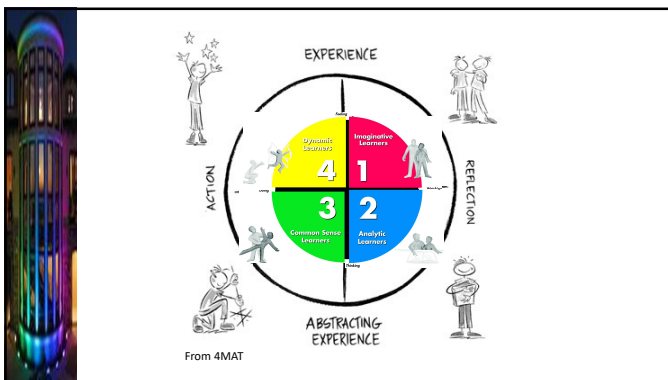 EXPERIENCE
Feeling
Dynamic
Learners
4
Imaginative
Learners
1
ACTION
REFLECTION
3
Common Sense
Learners
2
Analytic
Learners
Thinking
ABSTRACTING
EXPERIENCE
From 4MAT